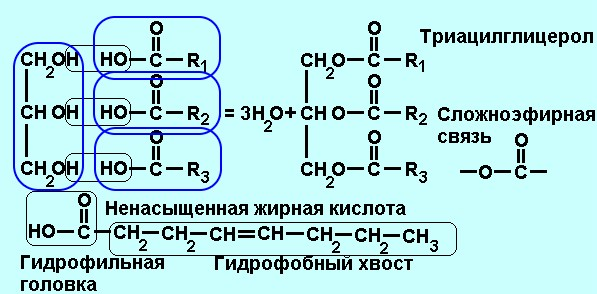 O O
CH2OH HO—C—R1 CH2O—C—R1 Триацилглицерол
O O
CH OH HO—C—R2 = 3H2O+ CH O—C—R2 Сложноэфирная
связь
O O O
CH2OH HO—C—R3 CH2O—C—R3 —O—C—
O Ненасыщенная жирная кислота
HO—C—CH2—CH2—CH=CH—CH2—CH2—CH3
Гидрофильная Гидрофобный хвост
головка